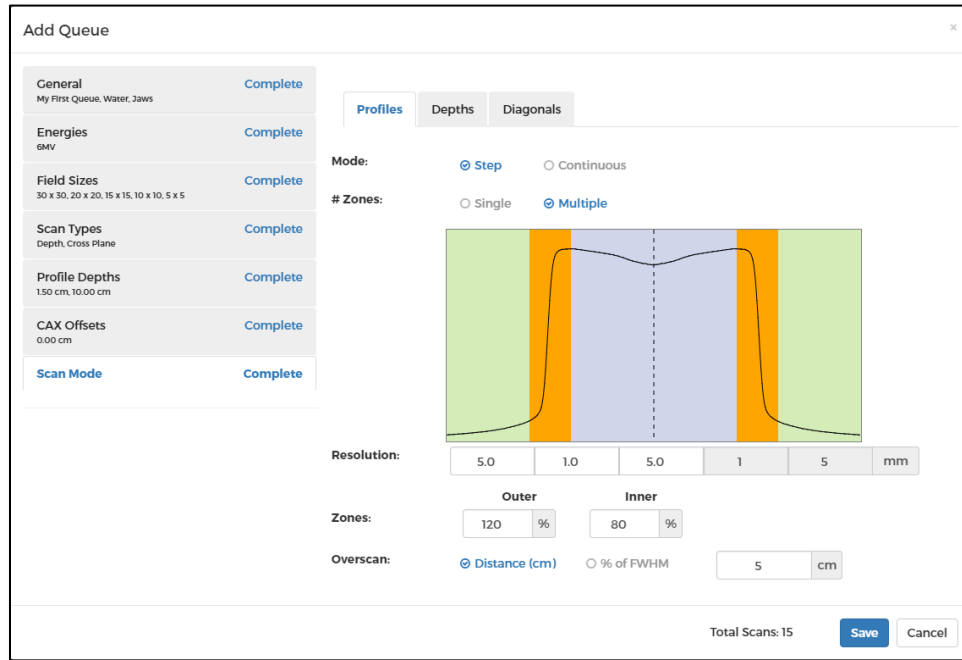 Add Queue
×
General Complete
My First Queue, Water, Jaws
Energies Complete
6MV
Field Sizes Complete
30 x 30, 20 x 20, 15 x 15, 10 x 10, 5 x 5
Scan Types Complete
Depth, Cross Plane
Profile Depths Complete
1.50 cm, 10.00 cm
CAX Offsets Complete
0.00 cm
Scan Mode Complete
Profiles Depths Diagonals
Mode: Step Continuous
# Zones: Single Multiple
Resolution: 5.0 1.0 5.0 1 5 mm
Outer Inner
Zones: 120 % 80 %
Overscan: Distance (cm) % of FWHM 5 cm
Total Scans: 15 Save Cancel